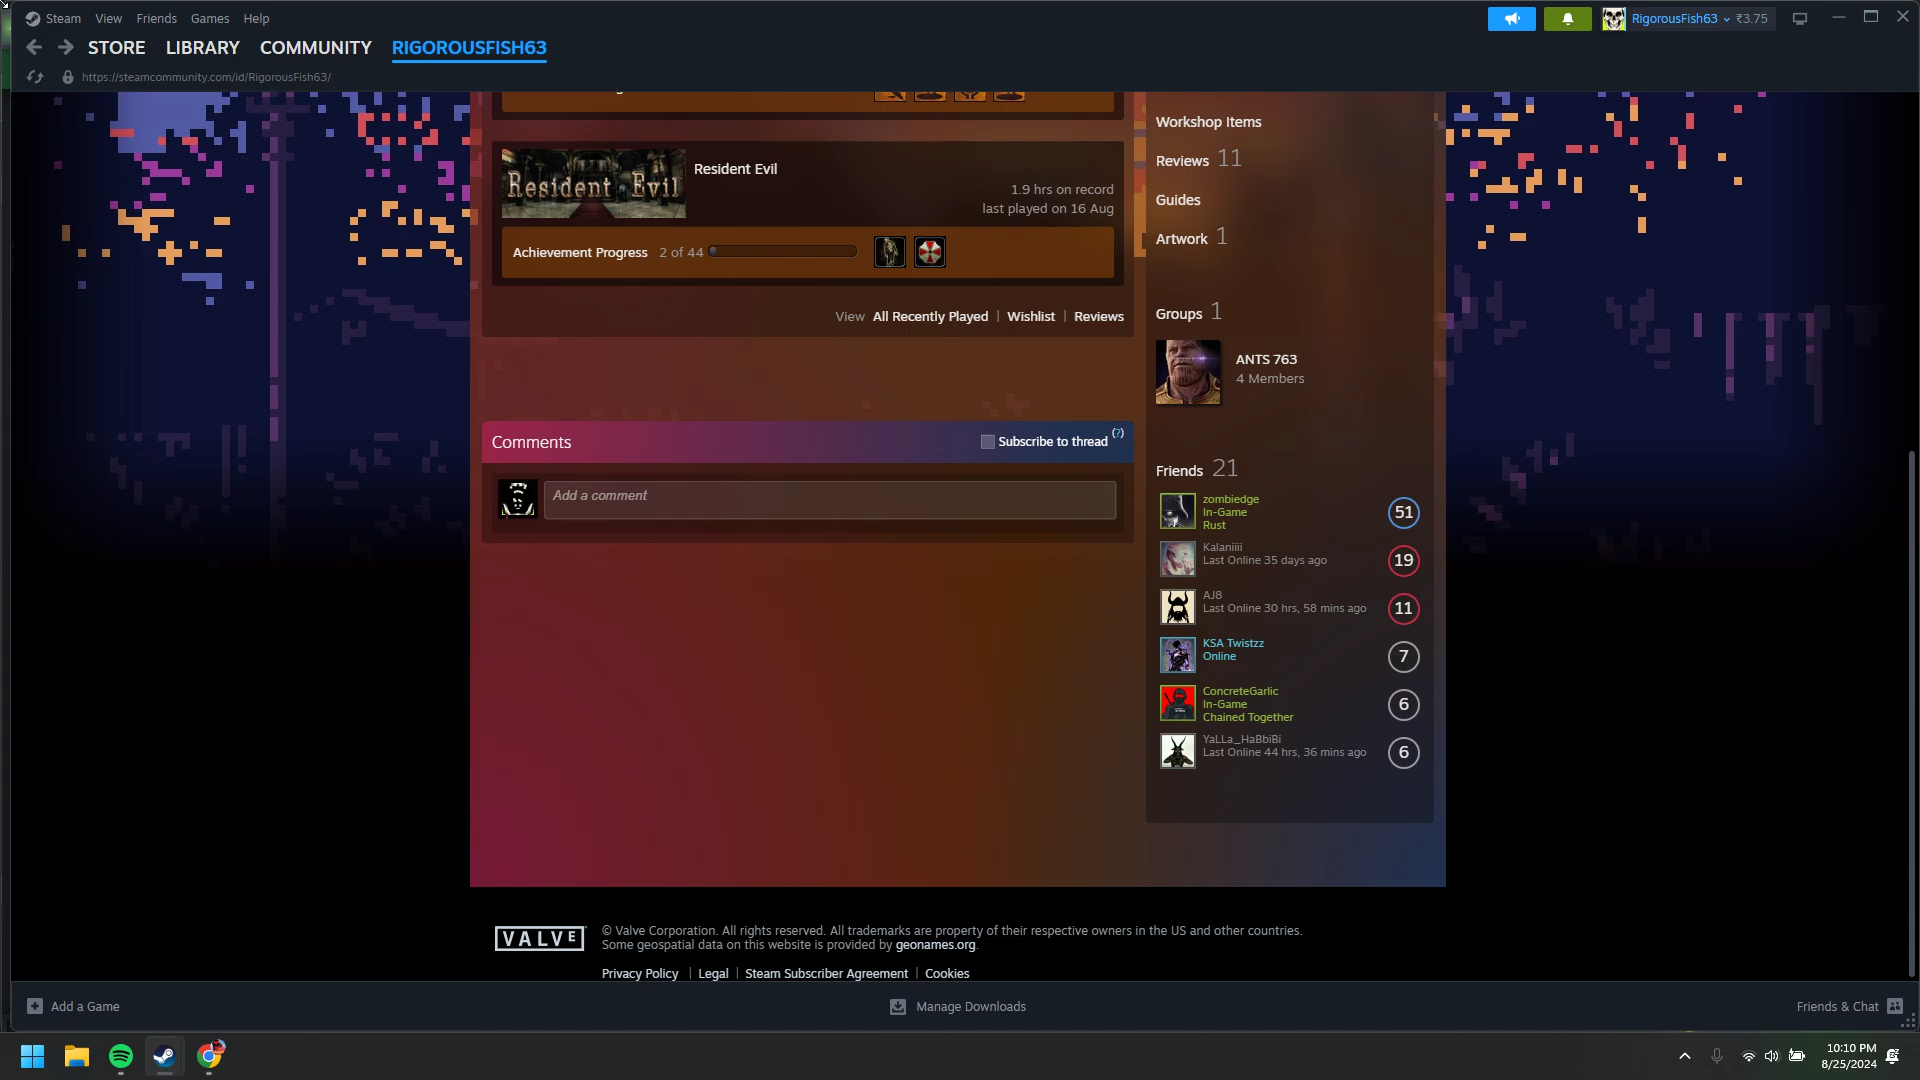 Steam View Friends Games Help
RigorousFish63 ₹3.75
STORE LIBRARY COMMUNITY RIGOROUSFISH63
https://steamcommunity.com/id/RigorousFish63/
Resident Evil
Resident Evil
1.9 hrs on record
last played on 16 Aug
Achievement Progress 2 of 44
View All Recently Played | Wishlist | Reviews
Comments
Subscribe to thread (?)
Add a comment
Workshop Items
Reviews 11
Guides
Artwork 1
Groups 1
ANTS 763
4 Members
Friends 21
zombiedge
In-Game
Rust
51
Kalaniiii
Last Online 35 days ago
19
AJ8
Last Online 30 hrs, 58 mins ago
11
KSA Twistzz
Online
7
ConcreteGarlic
In-Game
Chained Together
6
YaLLa_HaBbiBi
Last Online 44 hrs, 36 mins ago
6
VALVE
© Valve Corporation. All rights reserved. All trademarks are property of their respective owners in the US and other countries.
Some geospatial data on this website is provided by geonames.org.
Privacy Policy | Legal | Steam Subscriber Agreement | Cookies
Add a Game
Manage Downloads
Friends & Chat
10:10 PM
8/25/2024